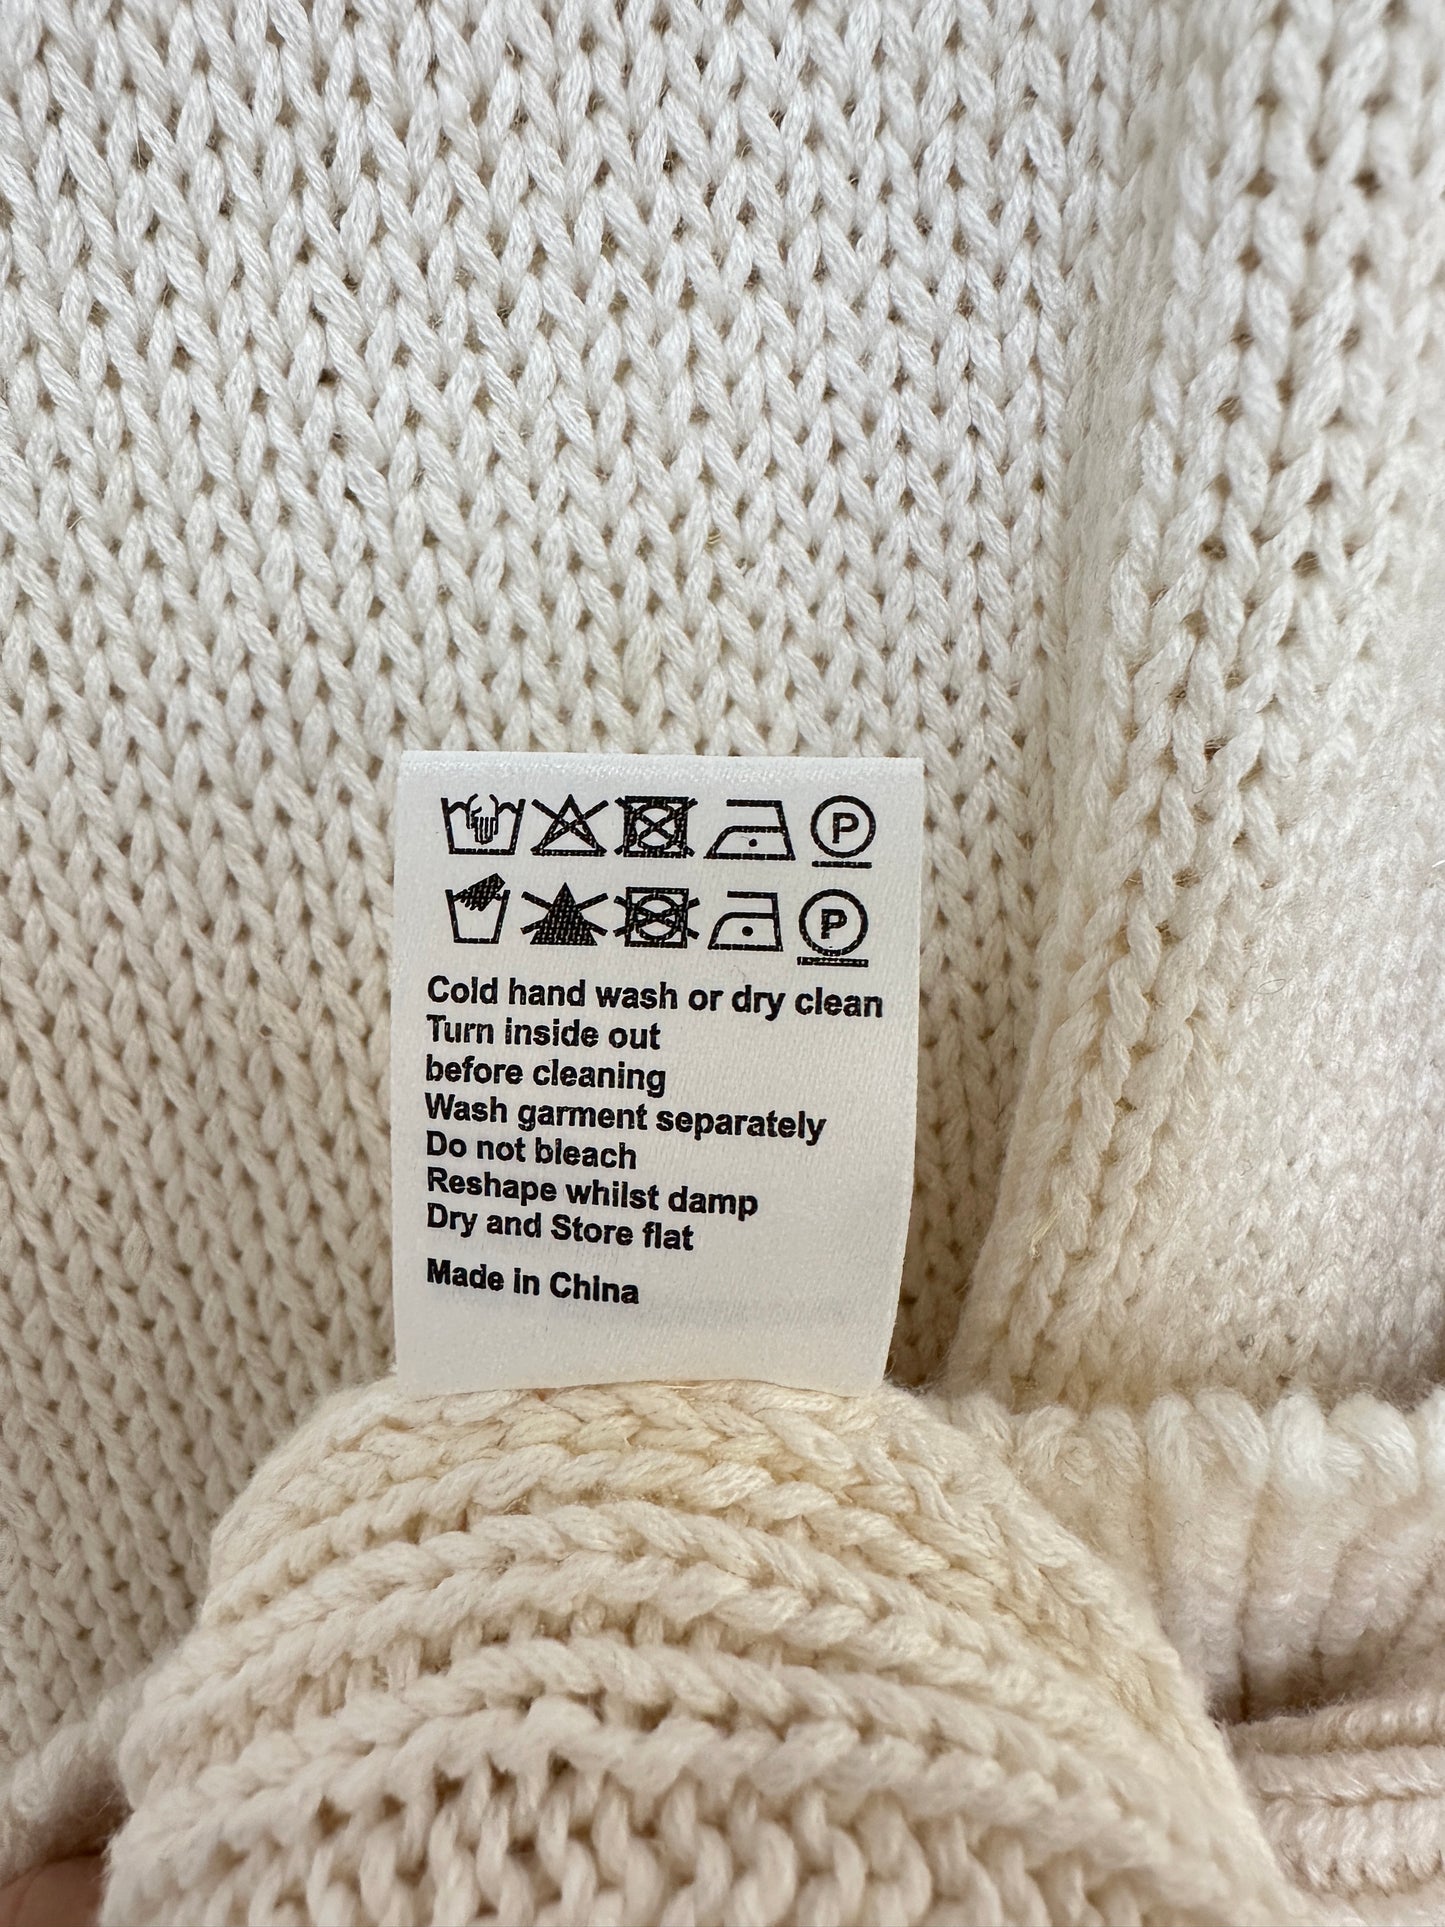 P
P
Cold hand wash or dry clean
Turn inside out
before cleaning
Wash garment separately
Do not bleach
Reshape whilst damp
Dry and Store flat
Made in China